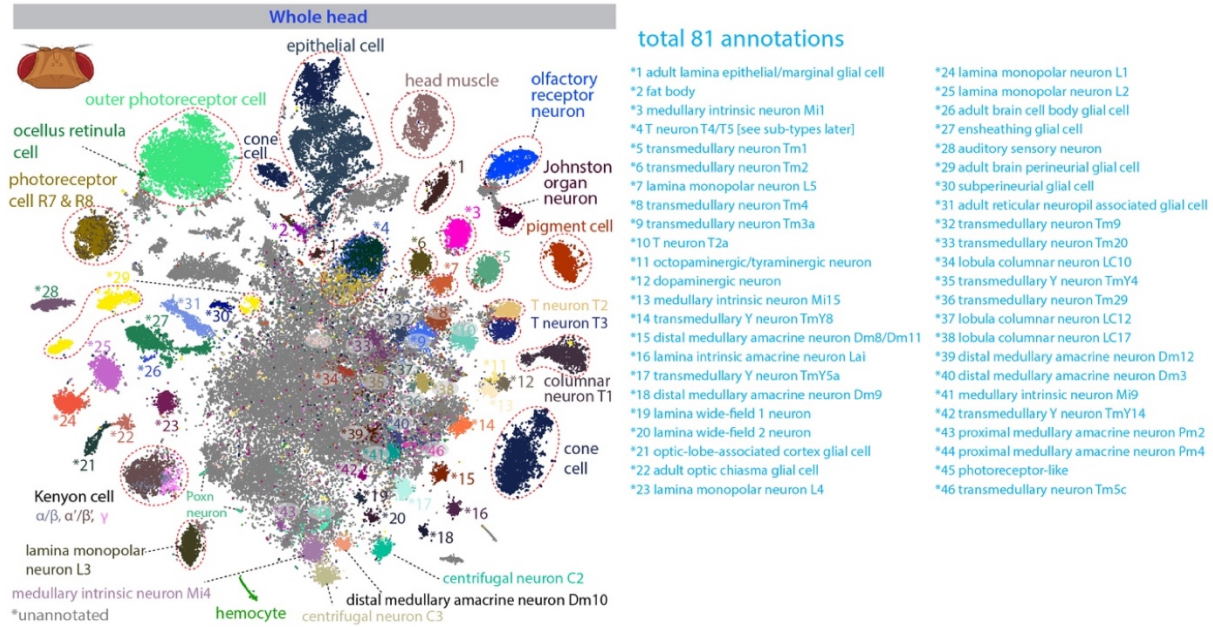 Whole head
epithelial cell
head muscle
olfactory
receptor
neuron
outer photoreceptor cell
ocellus retinula
cell
cone
cell
photoreceptor
cell R7 & R8
*1
Johnston
organ
neuron
*3
pigment cell
*2
*1
*4
*6
*5
*7
*29
*28
*31
*30
*27
*26
*25
*24
*23
*22
*21
T neuron T2
T neuron T3
*8
32
*9
10
33
*34
35
37
38
*11
*12
*13
columnar
neuron T1
*14
*39
*40
*41
*42
*46
*15
*17
*19
*20
*16
*18
43
cone
cell
Kenyon cell
α/β, α'/β', γ
Poxn
neuron
lamina monopolar
neuron L3
centrifugal neuron C2
medullary intrinsic neuron Mi4
distal medullary amacrine neuron Dm10
*unannotated
hemocyte
centrifugal neuron C3
total 81 annotations
*1 adult lamina epithelial/marginal glial cell
*2 fat body
*3 medullary intrinsic neuron Mi1
*4 T neuron T4/T5 [see sub-types later]
*5 transmedullary neuron Tm1
*6 transmedullary neuron Tm2
*7 lamina monopolar neuron L5
*8 transmedullary neuron Tm4
*9 transmedullary neuron Tm3a
*10 T neuron T2a
*11 octopaminergic/tyraminergic neuron
*12 dopaminergic neuron
*13 medullary intrinsic neuron Mi15
*14 transmedullary Y neuron TmY8
*15 distal medullary amacrine neuron Dm8/Dm11
*16 lamina intrinsic amacrine neuron Lai
*17 transmedullary Y neuron TmY5a
*18 distal medullary amacrine neuron Dm9
*19 lamina wide-field 1 neuron
*20 lamina wide-field 2 neuron
*21 optic-lobe-associated cortex glial cell
*22 adult optic chiasma glial cell
*23 lamina monopolar neuron L4
*24 lamina monopolar neuron L1
*25 lamina monopolar neuron L2
*26 adult brain cell body glial cell
*27 ensheathing glial cell
*28 auditory sensory neuron
*29 adult brain perineurial glial cell
*30 subperineurial glial cell
*31 adult reticular neuropil associated glial cell
*32 transmedullary neuron Tm9
*33 transmedullary neuron Tm20
*34 lobula columnar neuron LC10
*35 transmedullary Y neuron TmY4
*36 transmedullary neuron Tm29
*37 lobula columnar neuron LC12
*38 lobula columnar neuron LC17
*39 distal medullary amacrine neuron Dm12
*40 distal medullary amacrine neuron Dm3
*41 medullary intrinsic neuron Mi9
*42 transmedullary Y neuron TmY14
*43 proximal medullary amacrine neuron Pm2
*44 proximal medullary amacrine neuron Pm4
*45 photoreceptor-like
*46 transmedullary neuron Tm5c